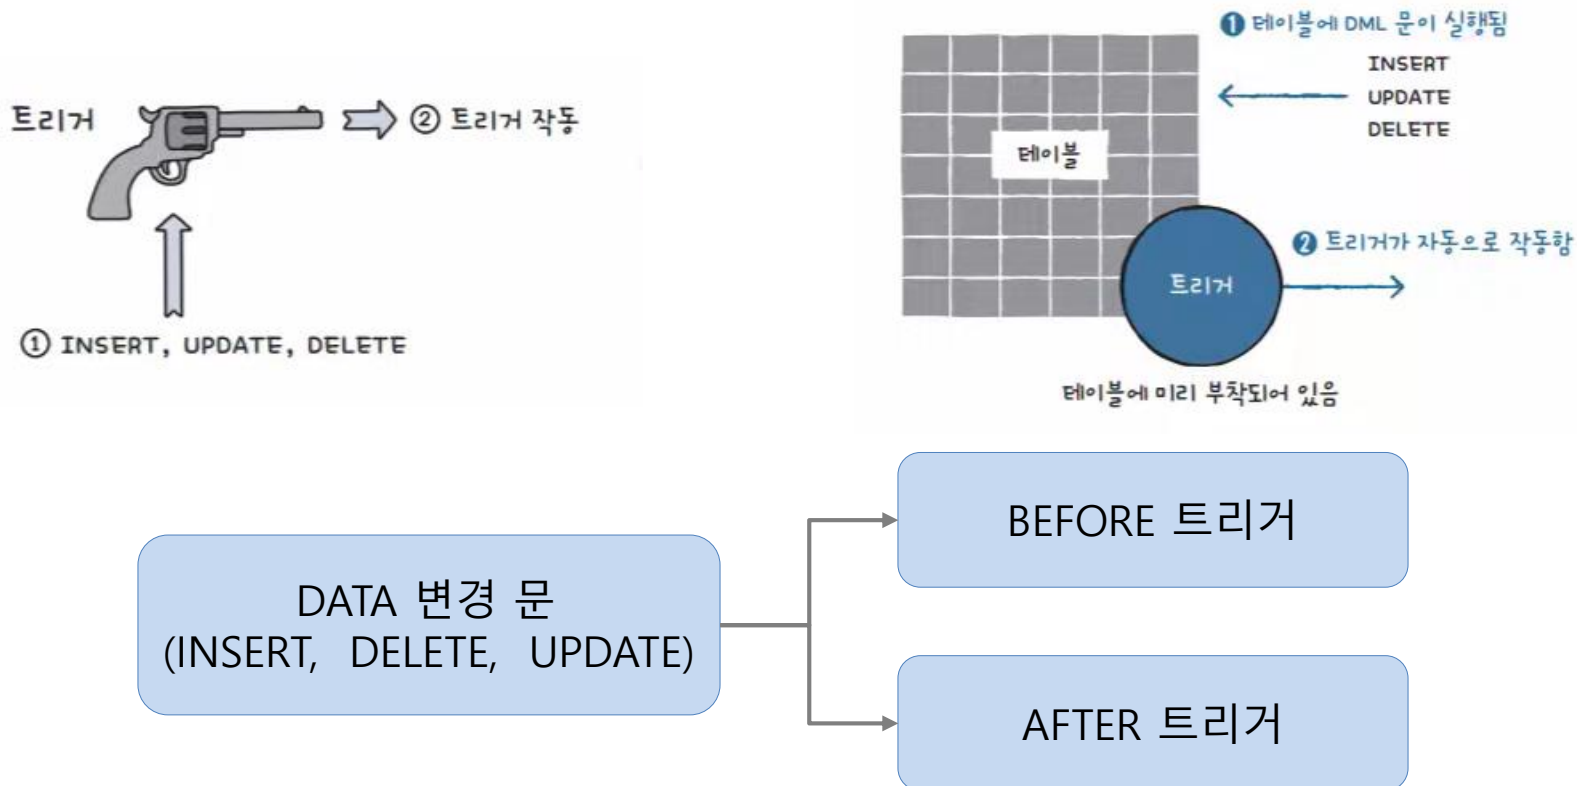 트리거
② 트리거 작동
① INSERT, UPDATE, DELETE
❶ 테이블에 DML 문이 실행됨
INSERT
UPDATE
DELETE
테이블
트리거
❷ 트리거가 자동으로 작동함
테이블에 미리 부착되어 있음
DATA 변경 문
(INSERT, DELETE, UPDATE)
BEFORE 트리거
AFTER 트리거